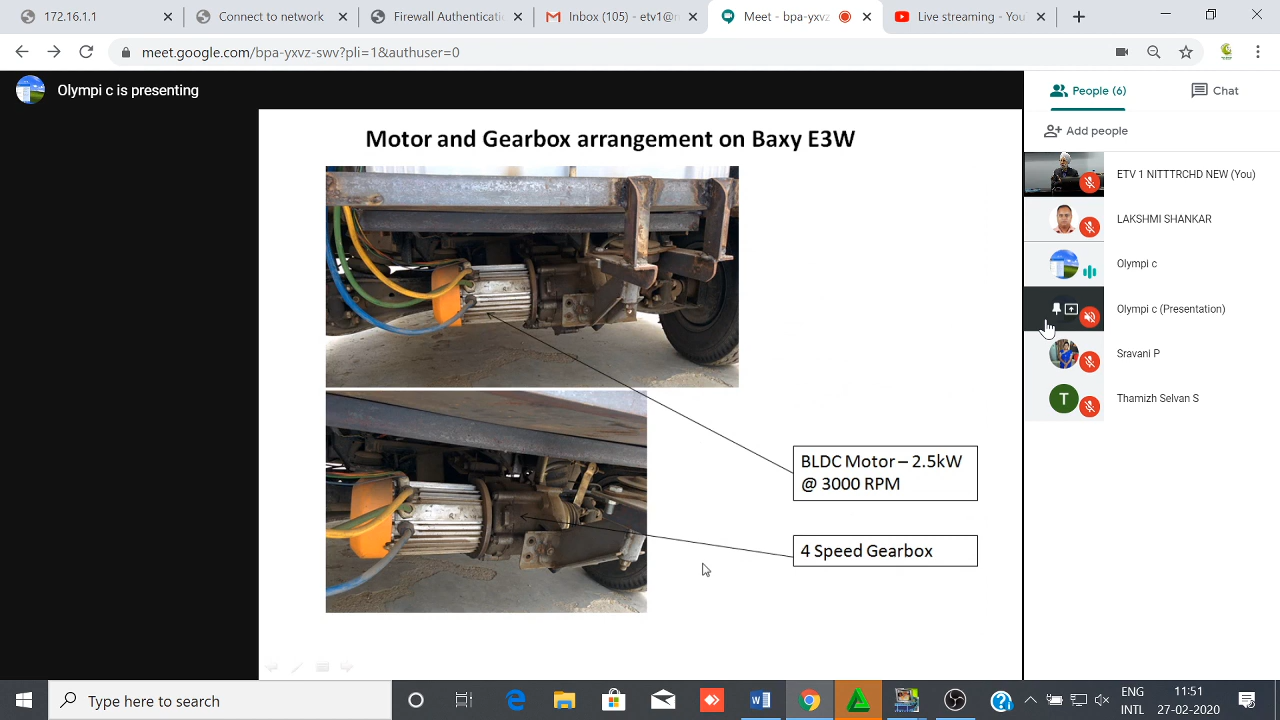 172.16.1
Connect to network
Firewall Authenticati
Inbox (105) - etv1@n
Meet - bpa-yxvz
Live streaming - You
meet.google.com/bpa-yxvz-swv?pli=1&authuser=0
Olympi c is presenting
People (6)
Chat
Add people
Motor and Gearbox arrangement on Baxy E3W
BLDC Motor – 2.5kW
@ 3000 RPM
4 Speed Gearbox
ETV 1 NITTTRCHD NEW (You)
LAKSHMI SHANKAR
Olympi c
Olympi c (Presentation)
Sravani P
T
Thamizh Selvan S
Type here to search
W
ENG
INTL
11:51
27-02-2020